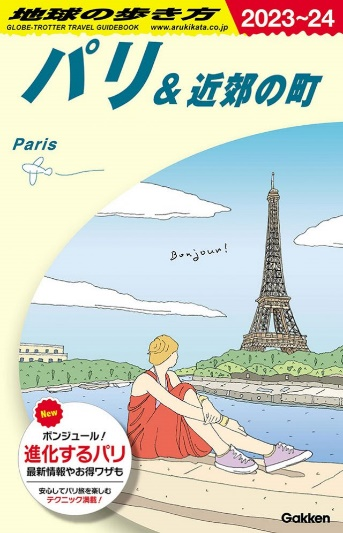 地球の歩き方
GLOBE-TROTTER TRAVEL GUIDEBOOK www.arukikata.co.jp
2023~24
パリ & 近郊の町
Paris
Bonjour!
New
ボンジュール!
進化するパリ
最新情報やお得ワザも
安心してパリ旅を楽しむ
テクニック満載!
Gakken